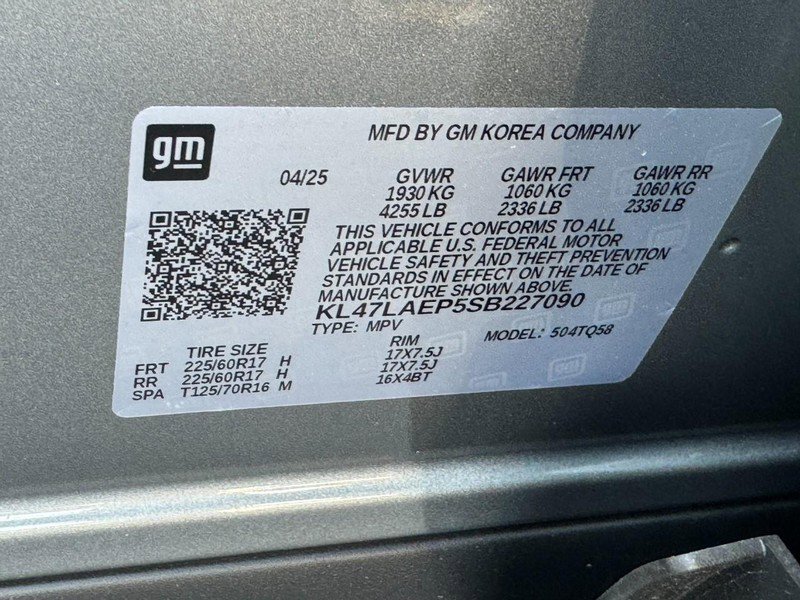 gm
MFD BY GM KOREA COMPANY
04/25 GVWR GAWR FRT GAWR RR
1930 KG 1060 KG 1060 KG
4255 LB 2336 LB 2336 LB
THIS VEHICLE CONFORMS TO ALL
APPLICABLE U.S. FEDERAL MOTOR
VEHICLE SAFETY AND THEFT PREVENTION
STANDARDS IN EFFECT ON THE DATE OF
MANUFACTURE SHOWN ABOVE.
KL47LAEP5SB227090
TYPE: MPV MODEL: 504TQ58
TIRE SIZE RIM
FRT 225/60R17 H 17X7.5J
RR 225/60R17 H 17X7.5J
SPA T125/70R16 M 16X4BT